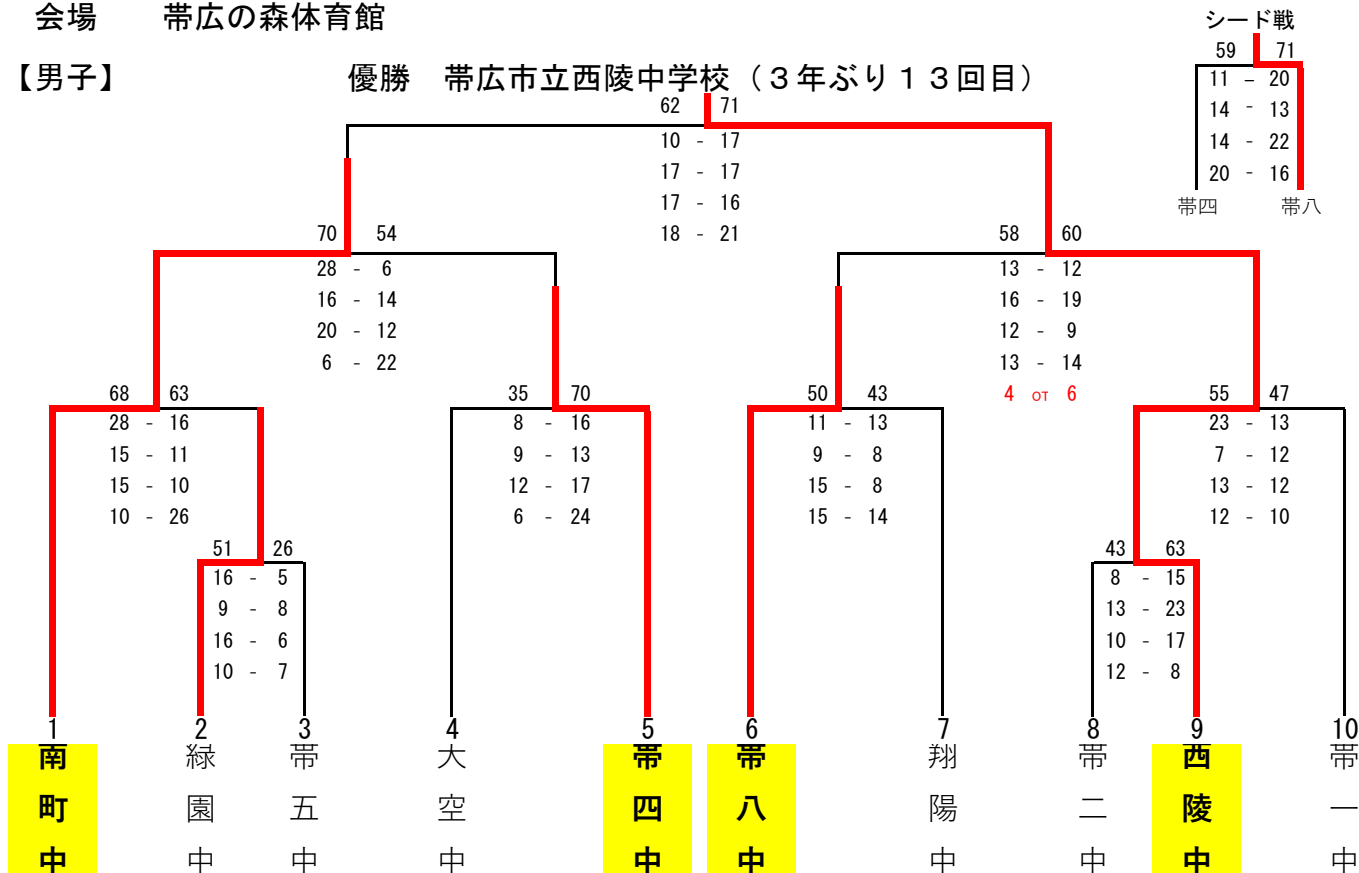 会場　　帯広の森体育館
シード戦
59 71
【男子】　優勝　帯広市立西陵中学校（３年ぶり１３回目）
11 - 20
14 - 13
14 - 22
20 - 16
帯四 帯八
62 71
10 - 17
17 - 17
17 - 16
18 - 21
70 54
28 - 6
16 - 14
20 - 12
6 - 22
58 60
13 - 12
16 - 19
12 - 9
13 - 14
4 OT 6
68 63
28 - 16
15 - 11
15 - 10
10 - 26
35 70
8 - 16
9 - 13
12 - 17
6 - 24
50 43
11 - 13
9 - 8
15 - 8
15 - 14
55 47
23 - 13
7 - 12
13 - 12
12 - 10
51 26
16 - 5
9 - 8
16 - 6
10 - 7
43 63
8 - 15
13 - 23
10 - 17
12 - 8
1 2 3 4 5 6 7 8 9 10
南町中
緑園中
帯五中
大空中
帯四中
帯八中
翔陽中
帯二中
西陵中
帯一中